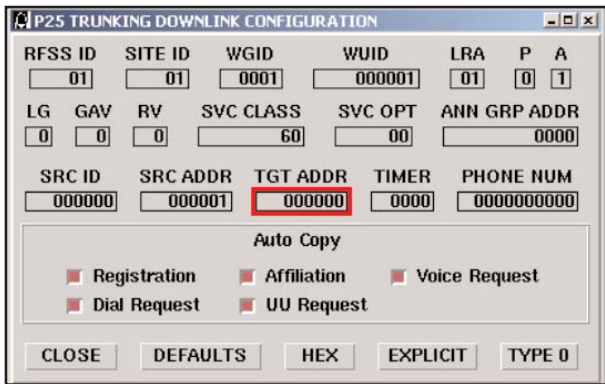 P25 TRUNKING DOWNLINK CONFIGURATION
RFSS ID SITE ID WGID WUID LRA P A
01 01 0001 000001 01 0 1
LG GAV RV SVC CLASS SVC OPT ANN GRP ADDR
0 0 0 60 00 0000
SRC ID SRC ADDR TGT ADDR TIMER PHONE NUM
000000 000001 000000 0000 0000000000
Auto Copy
Registration Affiliation Voice Request
Dial Request UU Request
CLOSE DEFAULTS HEX EXPLICIT TYPE 0